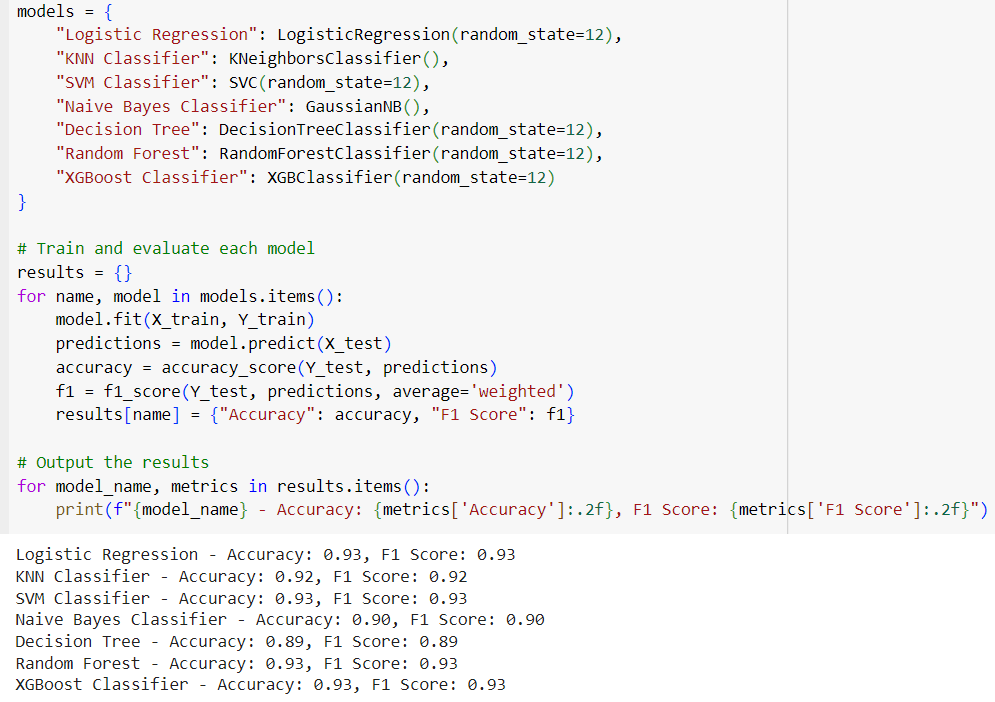 models = {
    "Logistic Regression": LogisticRegression(random_state=12),
    "KNN Classifier": KNeighborsClassifier(),
    "SVM Classifier": SVC(random_state=12),
    "Naive Bayes Classifier": GaussianNB(),
    "Decision Tree": DecisionTreeClassifier(random_state=12),
    "Random Forest": RandomForestClassifier(random_state=12),
    "XGBoost Classifier": XGBClassifier(random_state=12)
}

# Train and evaluate each model
results = {}
for name, model in models.items():
    model.fit(X_train, Y_train)
    predictions = model.predict(X_test)
    accuracy = accuracy_score(Y_test, predictions)
    f1 = f1_score(Y_test, predictions, average='weighted')
    results[name] = {"Accuracy": accuracy, "F1 Score": f1}

# Output the results
for model_name, metrics in results.items():
    print(f"{model_name} - Accuracy: {metrics['Accuracy']:.2f}, F1 Score: {metrics['F1 Score']:.2f}")
Logistic Regression - Accuracy: 0.93, F1 Score: 0.93
KNN Classifier - Accuracy: 0.92, F1 Score: 0.92
SVM Classifier - Accuracy: 0.93, F1 Score: 0.93
Naive Bayes Classifier - Accuracy: 0.90, F1 Score: 0.90
Decision Tree - Accuracy: 0.89, F1 Score: 0.89
Random Forest - Accuracy: 0.93, F1 Score: 0.93
XGBoost Classifier - Accuracy: 0.93, F1 Score: 0.93